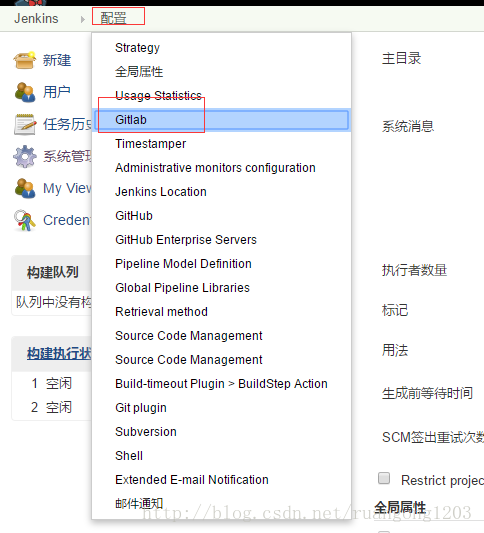 Jenkins
配置
Strategy
全局属性
Usage Statistics
Gitlab
Timestamper
Administrative monitors configuration
Jenkins Location
GitHub
GitHub Enterprise Servers
Pipeline Model Definition
Global Pipeline Libraries
Retrieval method
Source Code Management
Source Code Management
Build-timeout Plugin > BuildStep Action
Git plugin
Subversion
Shell
Extended E-mail Notification
邮件通知
新建
用户
任务历
系统管
My View
Creden
构建队列
队列中没有构
构建执行状
1 空闲
2 空闲
主目录
系统消息
执行者数量
标记
用法
生成前等待时间
SCM签出重试次数
Restrict projec
全局属性
http://blog.csdn.net/ruangong1203